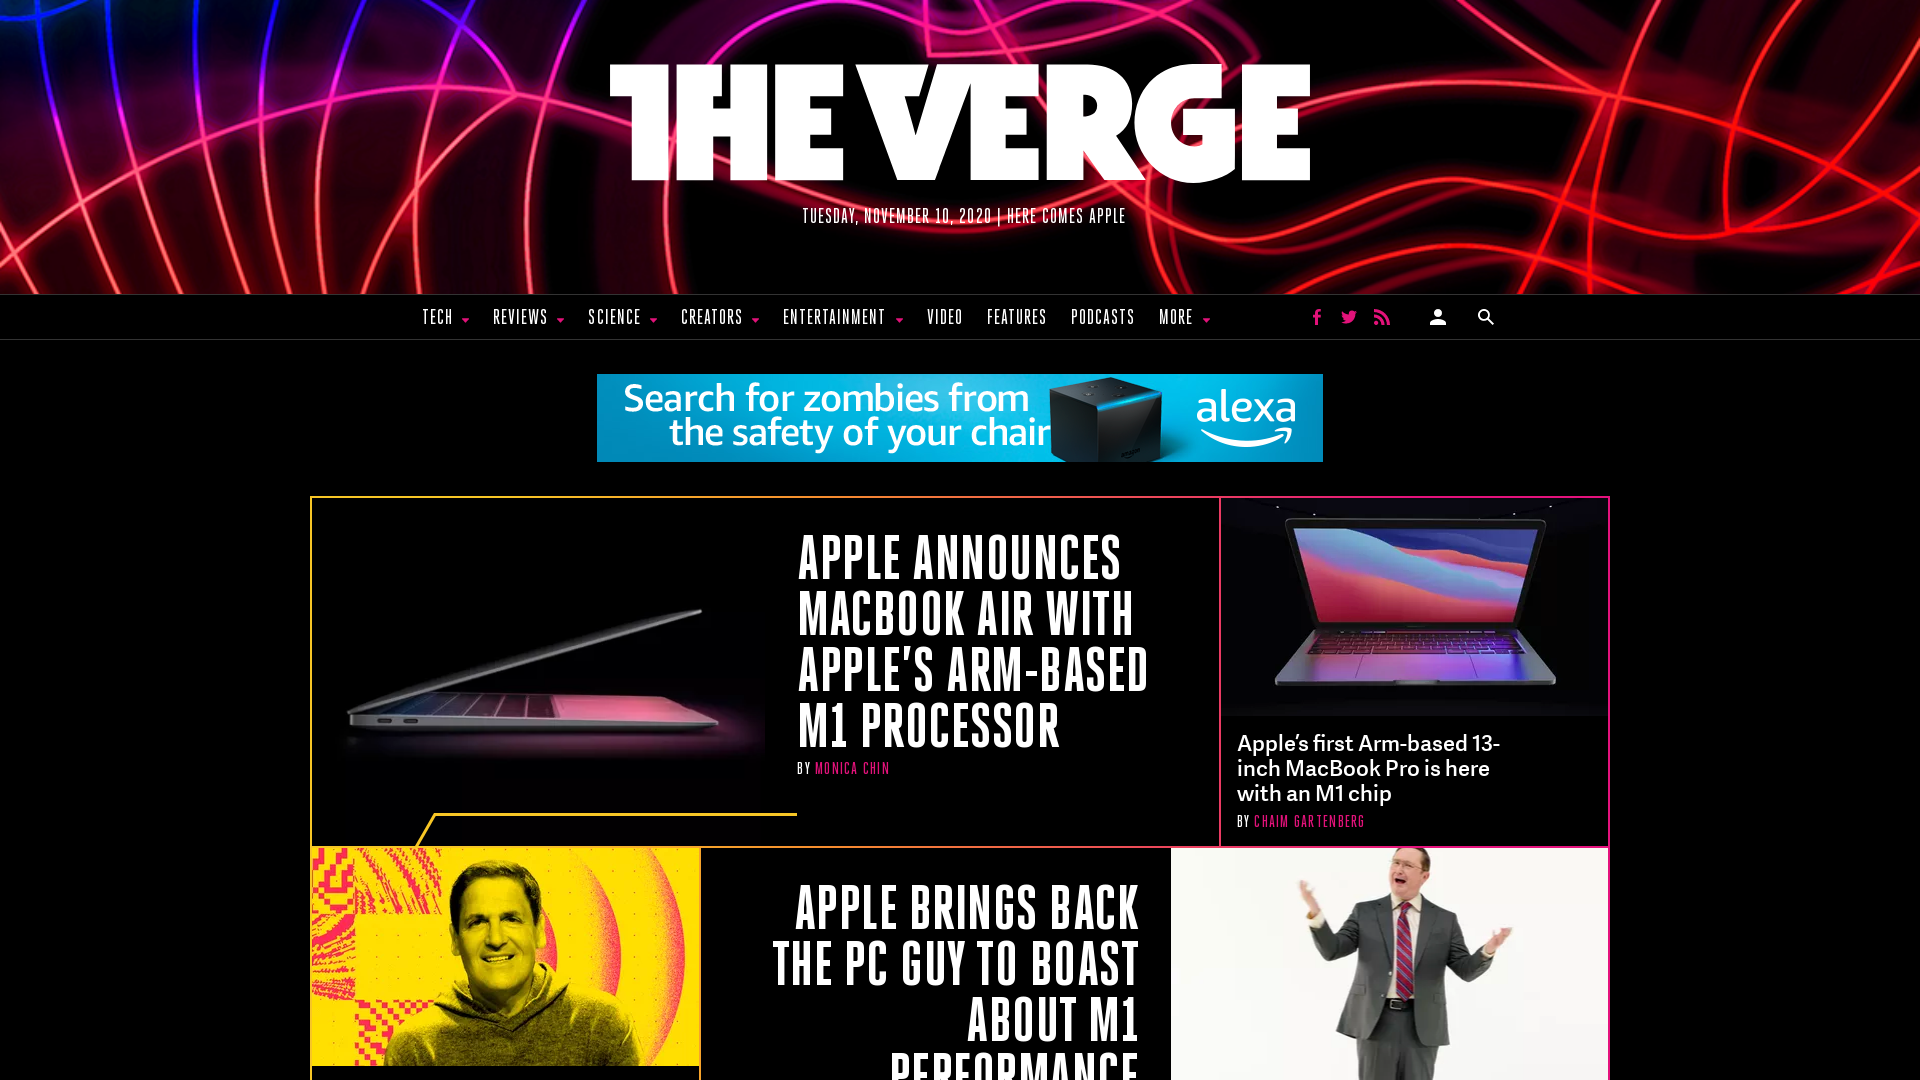 THE VERGE
TUESDAY, NOVEMBER 10, 2020 | HERE COMES APPLE
TECH REVIEWS SCIENCE CREATORS ENTERTAINMENT VIDEO FEATURES PODCASTS MORE
Search for zombies from
the safety of your chair
alexa
APPLE ANNOUNCES
MACBOOK AIR WITH
APPLE'S ARM-BASED
M1 PROCESSOR
BY MONICA CHIN
Apple’s first Arm-based 13-
inch MacBook Pro is here
with an M1 chip
BY CHAIM GARTENBERG
APPLE BRINGS BACK
THE PC GUY TO BOAST
ABOUT M1
PERFORMANCE